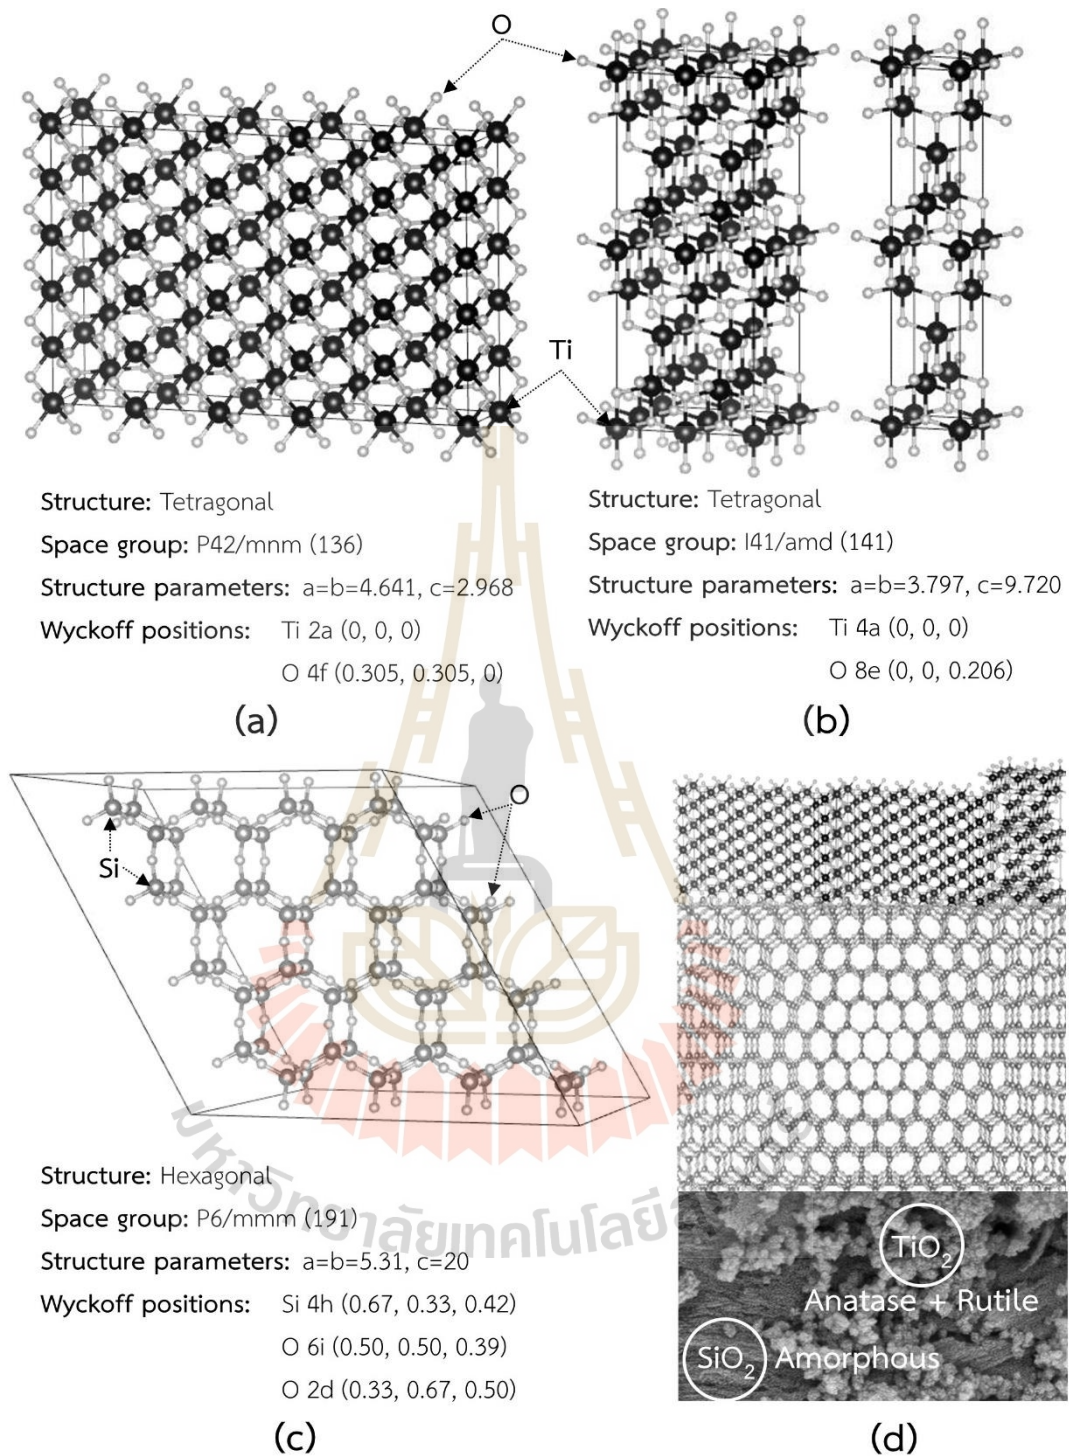 O
Ti
Structure: Tetragonal
Space group: P42/mnm (136)
Structure parameters: a=b=4.641, c=2.968
Wyckoff positions: Ti 2a (0, 0, 0)
O 4f (0.305, 0.305, 0)
(a)
Structure: Tetragonal
Space group: I41/amd (141)
Structure parameters: a=b=3.797, c=9.720
Wyckoff positions: Ti 4a (0, 0, 0)
O 8e (0, 0, 0.206)
(b)
O
Si
Structure: Hexagonal
Space group: P6/mmm (191)
Structure parameters: a=b=5.31, c=20
Wyckoff positions: Si 4h (0.67, 0.33, 0.42)
O 6i (0.50, 0.50, 0.39)
O 2d (0.33, 0.67, 0.50)
(c)
TiO₂
Anatase + Rutile
SiO₂ Amorphous
(d)